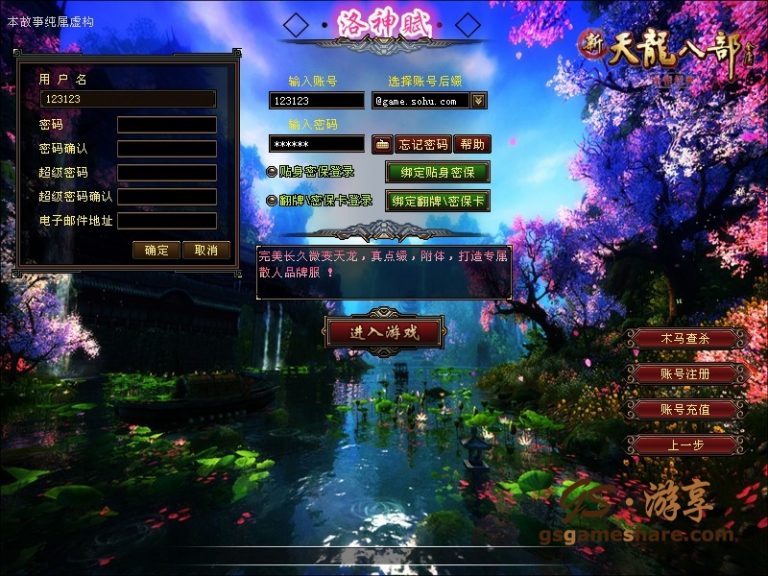 本故事纯属虚构
洛神赋
新天龍八部
用户名
123123
密码
密码确认
超级密码
超级密码确认
电子邮件地址
确定 取消
输入账号 选择账号后缀
123123 @game.sohu.com
输入密码
****** 忘记密码 帮助
贴身密保登录 绑定贴身密保
翻牌\密保卡登录 绑定翻牌\密保卡
完美长久微变天龙，真点缀，附体，打造专属
散人品牌服！
进入游戏
木马查杀
账号注册
账号充值
上一步
GS·游享
gsgameshare.com